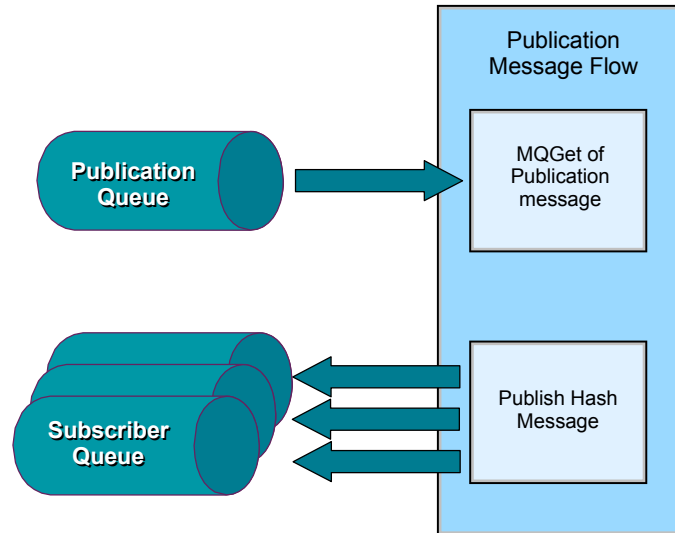 Publication
Message Flow
Publication
Queue
MQGet of
Publication
message
Subscriber
Queue
Publish Hash
Message